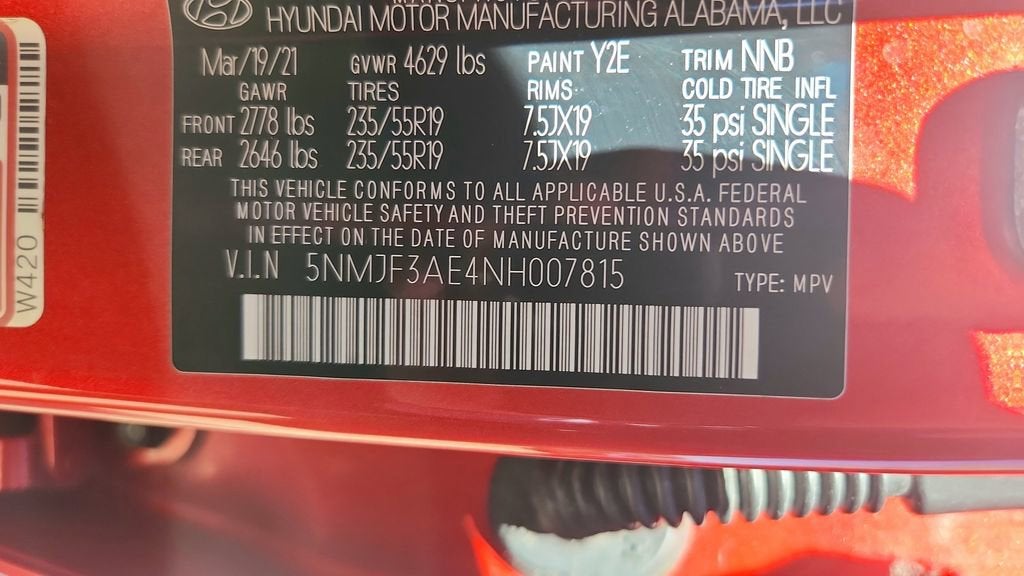 HYUNDAI MOTOR MANUFACTURING ALABAMA, LLC
Mar/19/21 GVWR 4629 lbs PAINT Y2E TRIM NNB
GAWR TIRES RIMS COLD TIRE INFL
FRONT 2778 lbs 235/55R19 7.5JX19 35 psi SINGLE
REAR 2646 lbs 235/55R19 7.5JX19 35 psi SINGLE
THIS VEHICLE CONFORMS TO ALL APPLICABLE U.S.A. FEDERAL
MOTOR VEHICLE SAFETY AND THEFT PREVENTION STANDARDS
IN EFFECT ON THE DATE OF MANUFACTURE SHOWN ABOVE
V.I.N 5NMJF3AE4NH007815 TYPE: MPV
W420